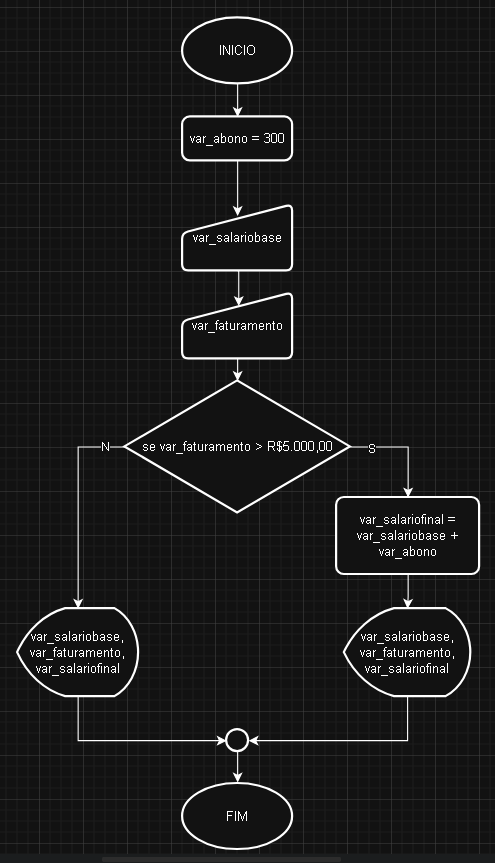 INICIO
var_abono = 300
var_salariobase
var_faturamento
se var_faturamento > R$5.000,00
N
S
var_salariofinal =
var_salariobase +
var_abono
var_salariobase,
var_faturamento,
var_salariofinal
var_salariobase,
var_faturamento,
var_salariofinal
FIM